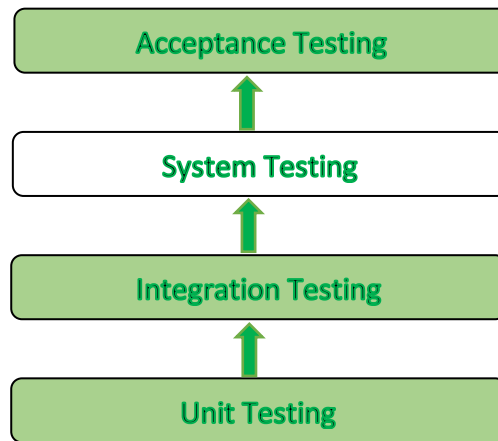 Acceptance Testing
System Testing
Integration Testing
Unit Testing